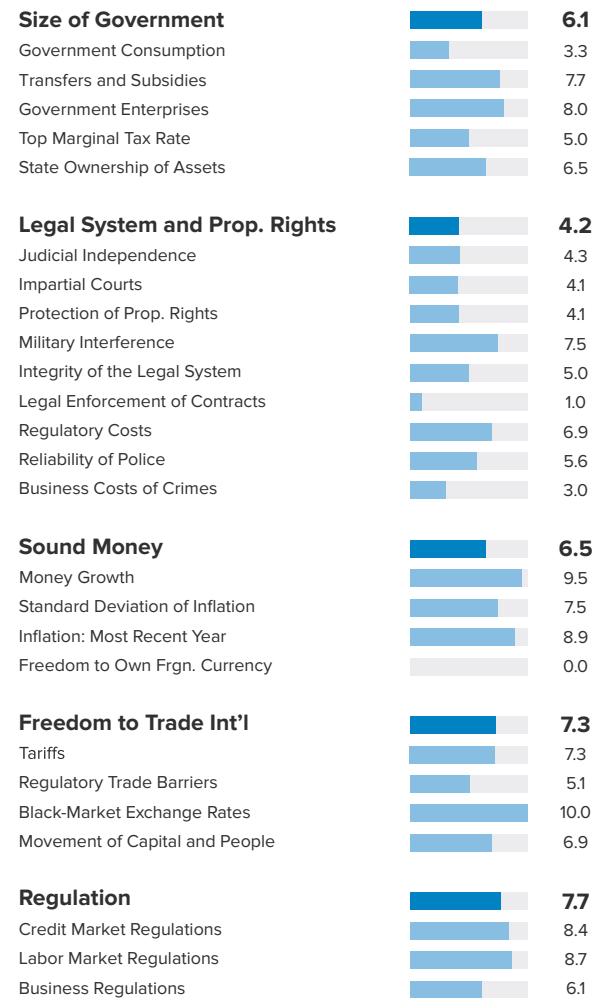 Size of Government 6.1
Government Consumption 3.3
Transfers and Subsidies 7.7
Government Enterprises 8.0
Top Marginal Tax Rate 5.0
State Ownership of Assets 6.5
Legal System and Prop. Rights 4.2
Judicial Independence 4.3
Impartial Courts 4.1
Protection of Prop. Rights 4.1
Military Interference 7.5
Integrity of the Legal System 5.0
Legal Enforcement of Contracts 1.0
Regulatory Costs 6.9
Reliability of Police 5.6
Business Costs of Crimes 3.0
Sound Money 6.5
Money Growth 9.5
Standard Deviation of Inflation 7.5
Inflation: Most Recent Year 8.9
Freedom to Own Frgn. Currency 0.0
Freedom to Trade Int’l 7.3
Tariffs 7.3
Regulatory Trade Barriers 5.1
Black-Market Exchange Rates 10.0
Movement of Capital and People 6.9
Regulation 7.7
Credit Market Regulations 8.4
Labor Market Regulations 8.7
Business Regulations 6.1